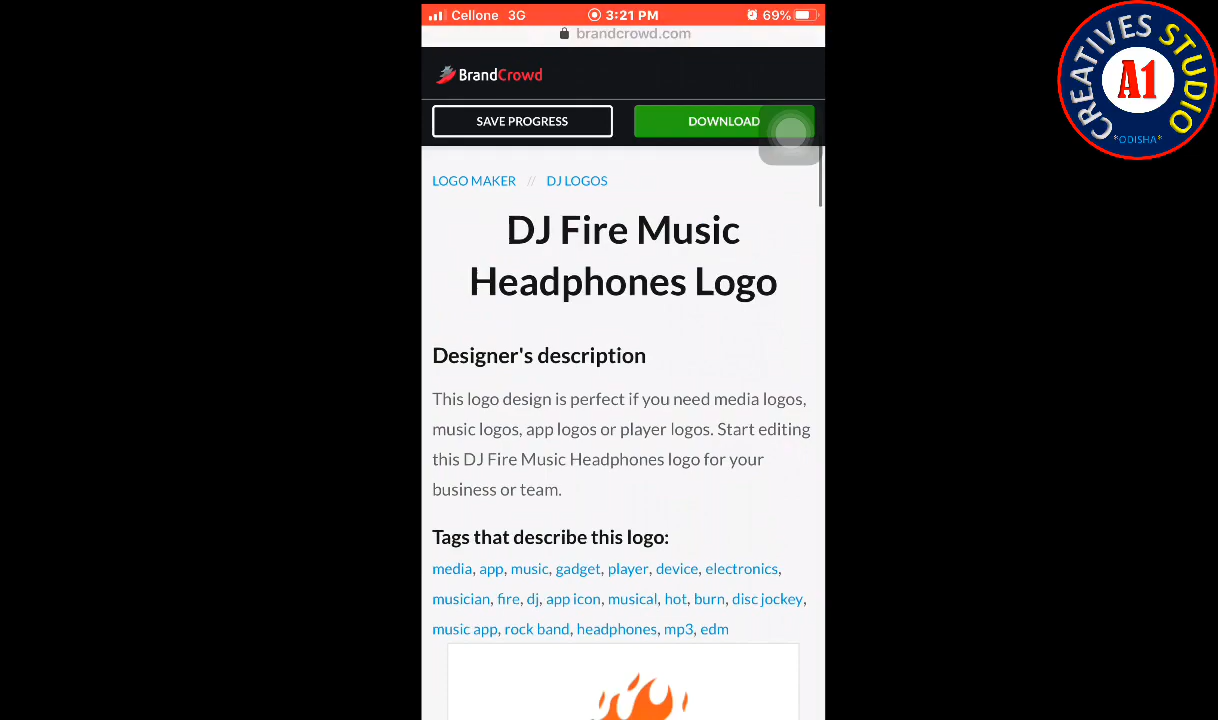 Cellone 3G 3:21 PM 69%
brandcrowd.com
BrandCrowd
SAVE PROGRESS DOWNLOAD
LOGO MAKER // DJ LOGOS
DJ Fire Music
Headphones Logo
Designer's description
This logo design is perfect if you need media logos,
music logos, app logos or player logos. Start editing
this DJ Fire Music Headphones logo for your
business or team.
Tags that describe this logo:
media, app, music, gadget, player, device, electronics,
musician, fire, dj, app icon, musical, hot, burn, disc jockey,
music app, rock band, headphones, mp3, edm
CREATIVES STUDIO
A1
*ODISHA*